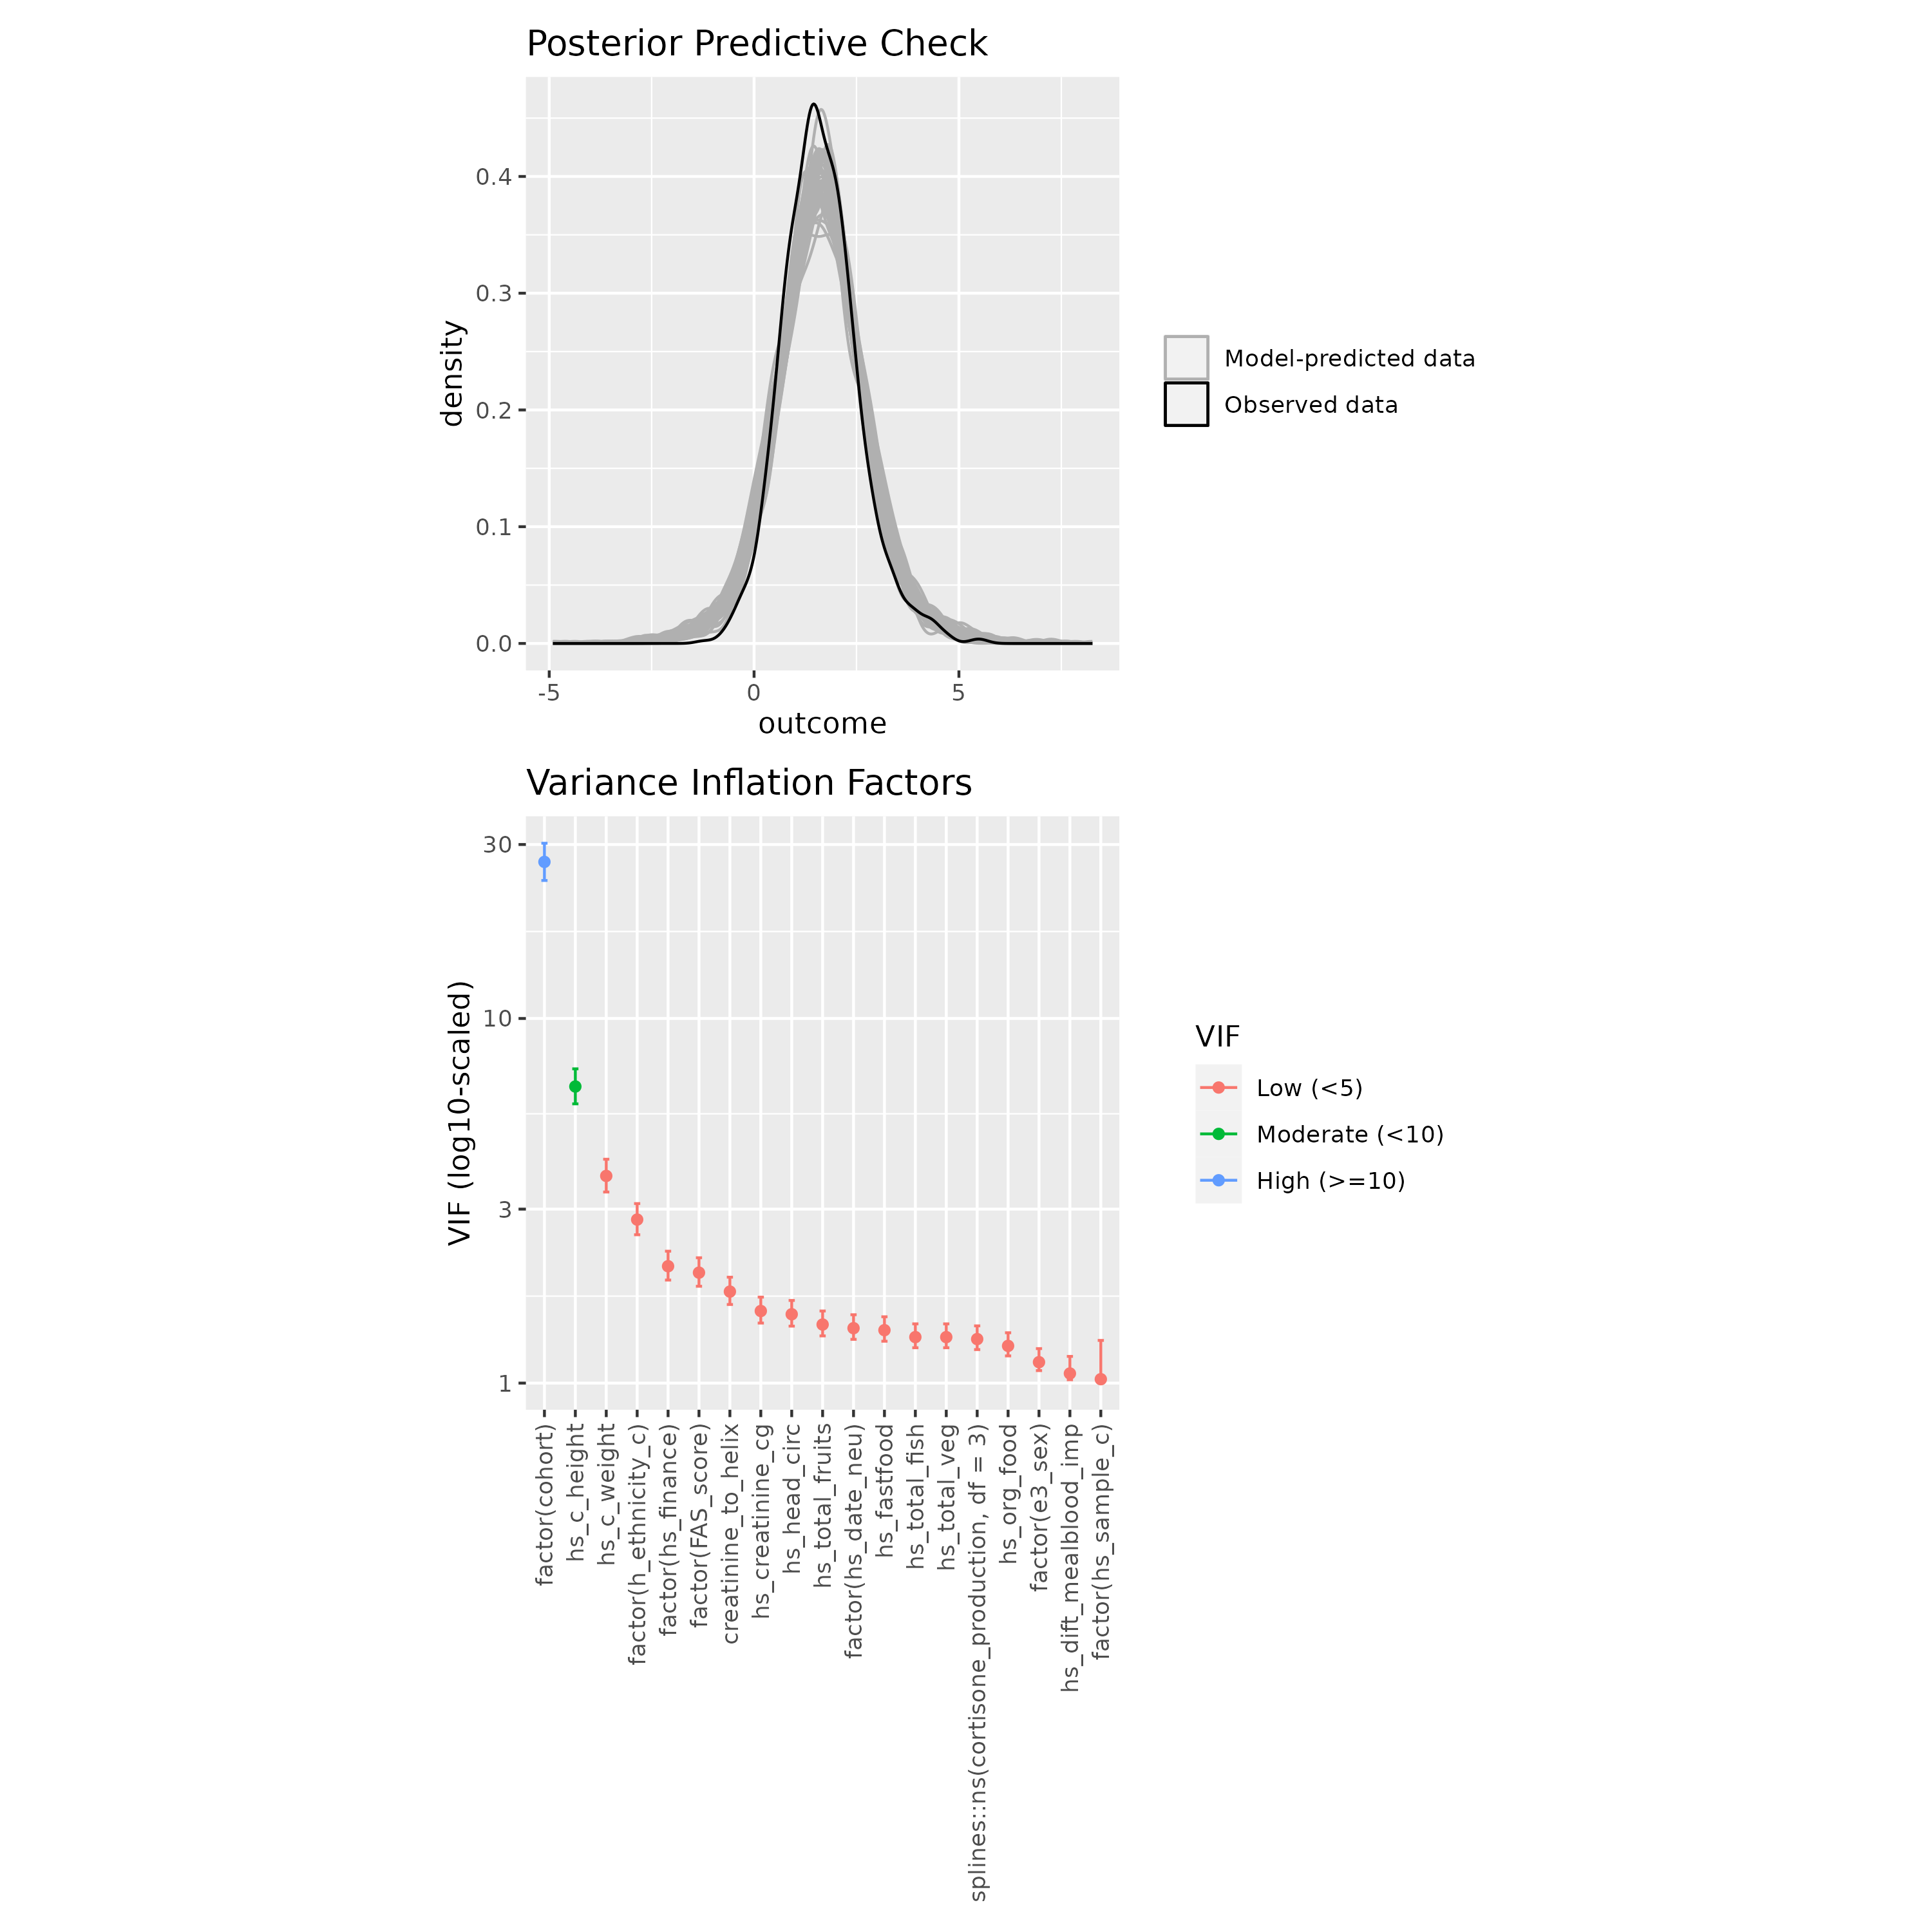 Posterior Predictive Check
density
0.4
0.3
0.2
0.1
0.0
-5
0
5
outcome
Model-predicted data
Observed data
Variance Inflation Factors
VIF (log10-scaled)
30
10
3
1
factor(cohort)
hs_c_height
hs_c_weight
factor(h_ethnicity_c)
factor(hs_finance)
factor(FAS_score)
creatinine_to_helix
hs_creatinine_cg
hs_head_circ
hs_total_fruits
factor(hs_date_neu)
hs_fastfood
hs_total_fish
hs_total_veg
splines::ns(cortisone_production, df = 3)
hs_org_food
factor(e3_sex)
hs_dift_mealblood_imp
factor(hs_sample_c)
VIF
Low (<5)
Moderate (<10)
High (>=10)